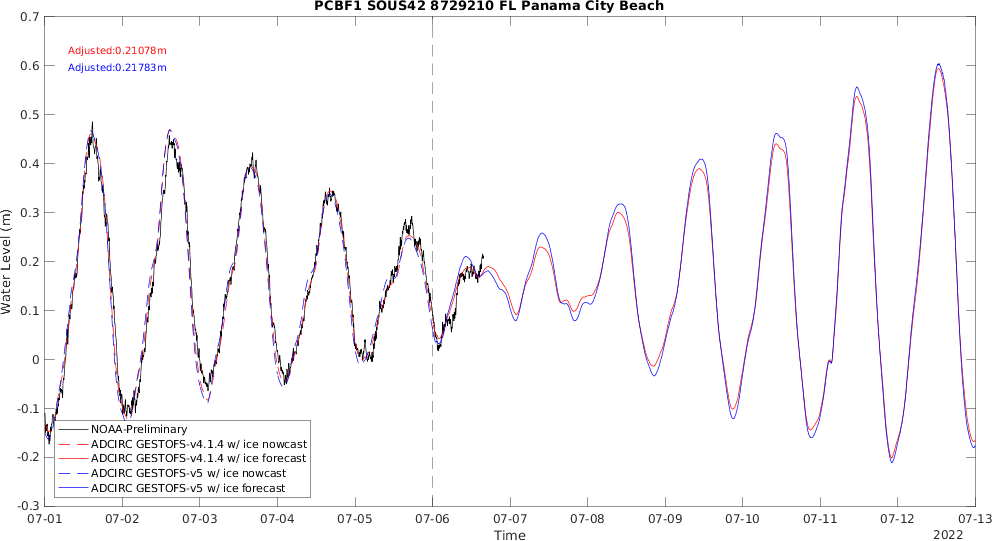 PCBF1 SOUS42 8729210 FL Panama City Beach
0.7
0.6
0.5
0.4
0.3
0.2
0.1
0
-0.1
-0.2
-0.3
Water Level (m)
Adjusted:0.21078m
Adjusted:0.21783m
NOAA-Preliminary
ADCIRC GESTOFS-v4.1.4 w/ ice nowcast
ADCIRC GESTOFS-v4.1.4 w/ ice forecast
ADCIRC GESTOFS-v5 w/ ice nowcast
ADCIRC GESTOFS-v5 w/ ice forecast
07-01 07-02 07-03 07-04 07-05 07-06 07-07 07-08 07-09 07-10 07-11 07-12 07-13
Time
2022